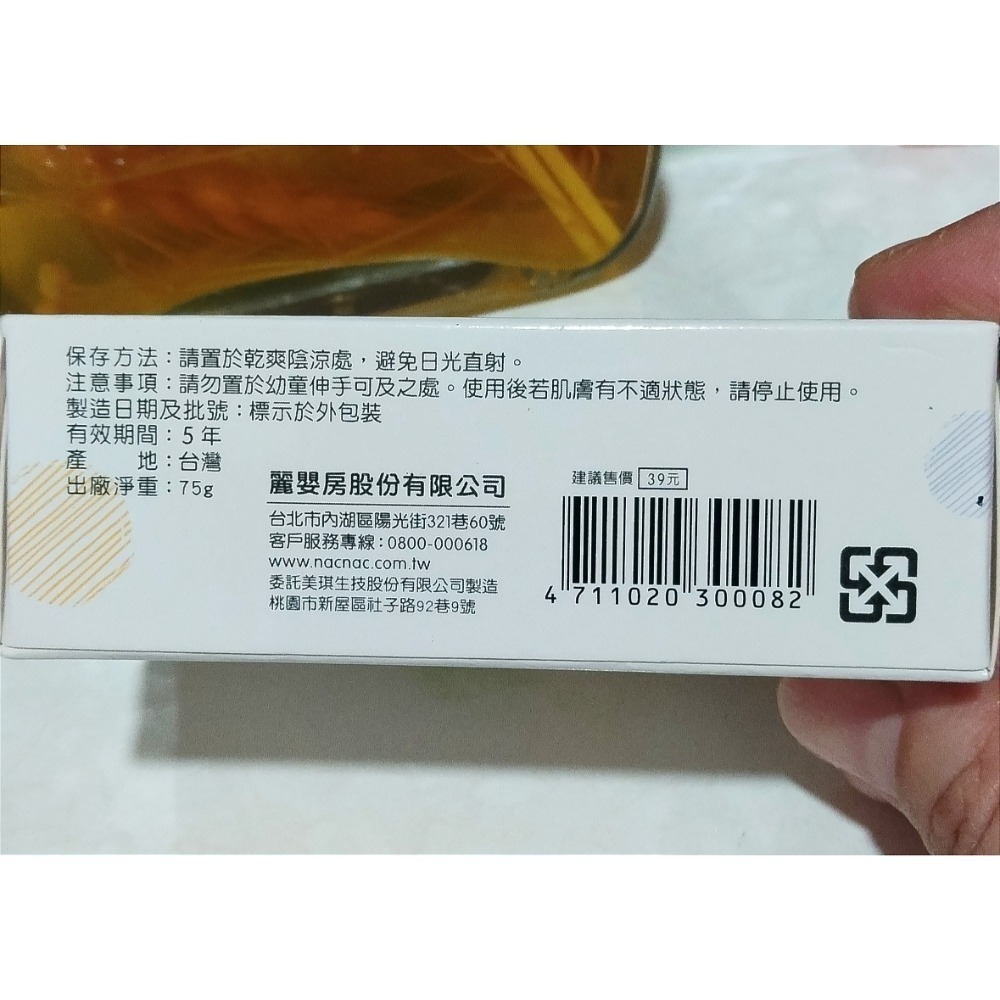 保存方法：請置於乾爽陰涼處，避免日光直射。
注意事項：請勿置於幼童伸手可及之處。使用後若肌膚有不適狀態，請停止使用。
製造日期及批號：標示於外包裝
有效期間：5年
產　　地：台灣
出廠淨重：75g
麗嬰房股份有限公司
台北市內湖區陽光街321巷60號
客戶服務專線：0800-000618
www.nacnac.com.tw
委託美琪生技股份有限公司製造
桃園市新屋區社子路92巷9號
建議售價 39元
4 711020 300082